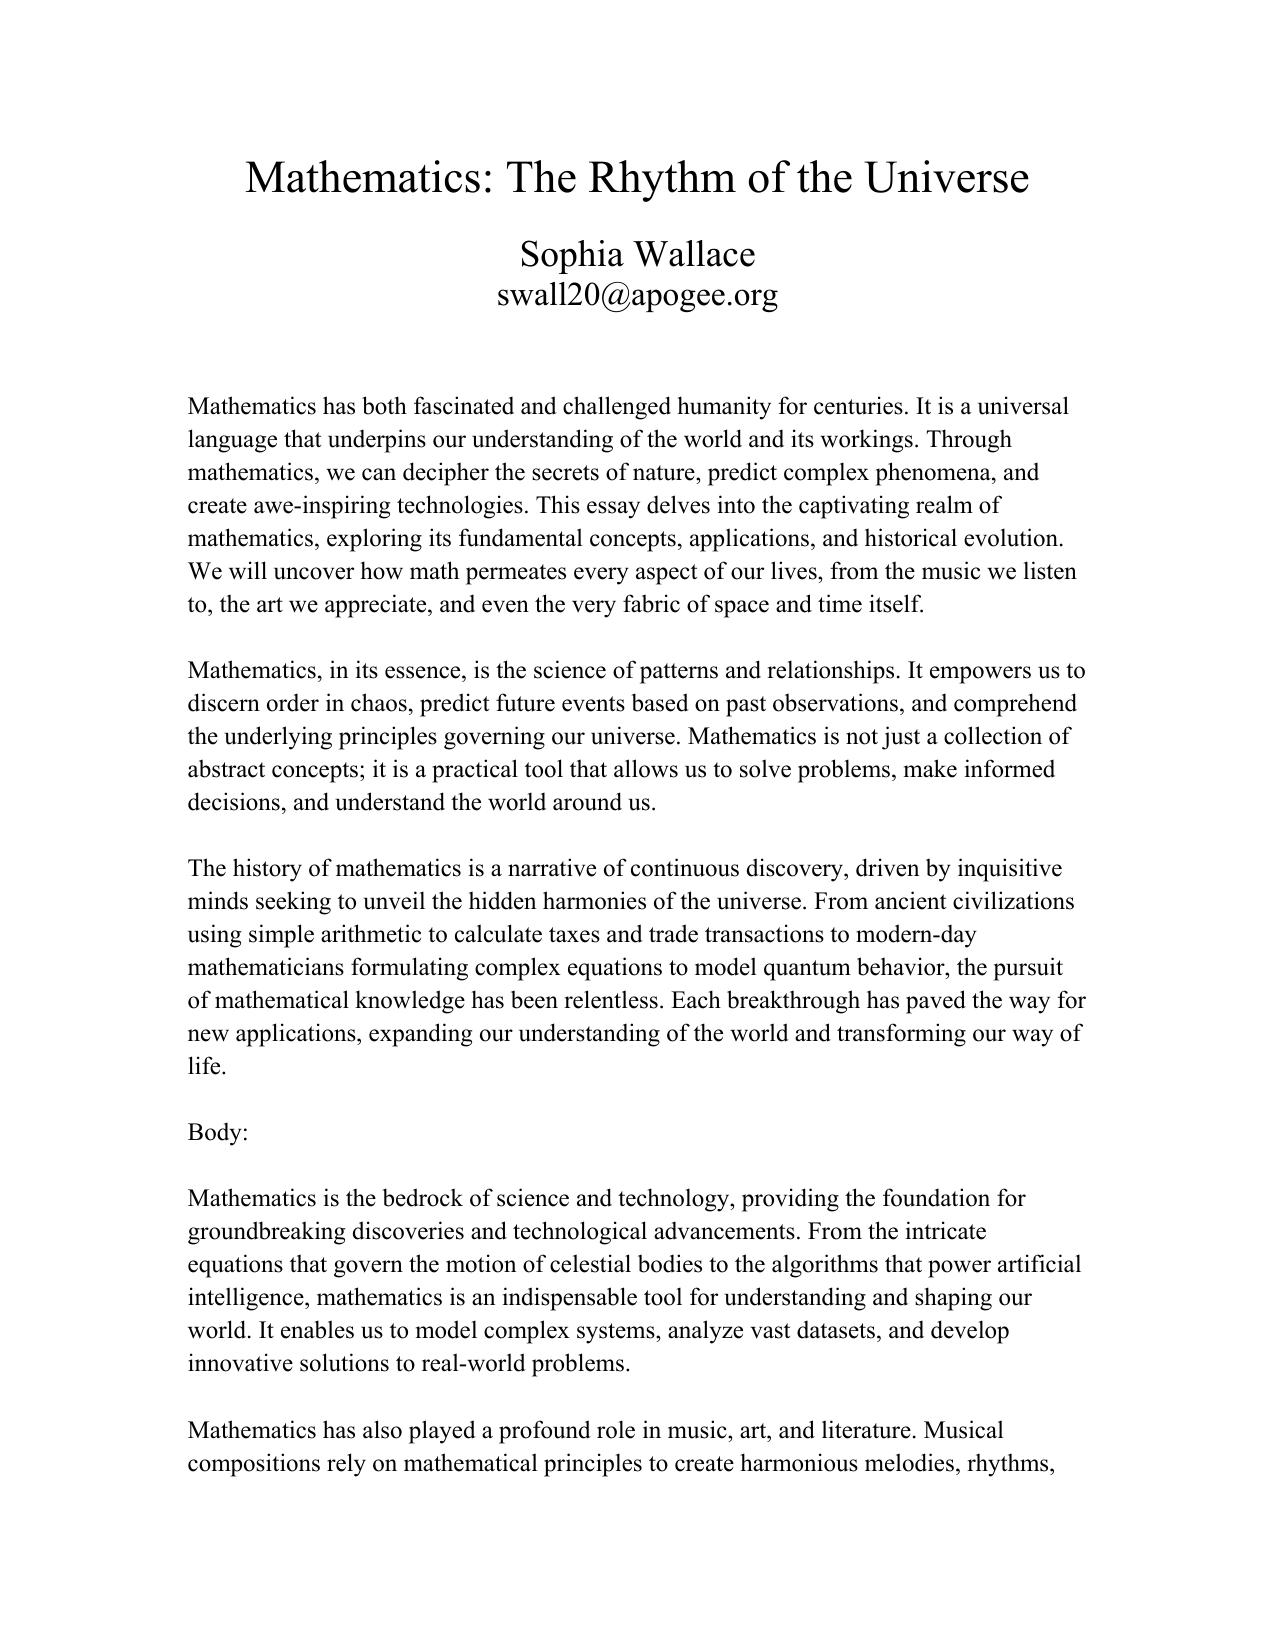 Mathematics: The Rhythm of the Universe
Sophia Wallace
swall20@apogee.org
Mathematics has both fascinated and challenged humanity for centuries. It is a universal
language that underpins our understanding of the world and its workings. Through
mathematics, we can decipher the secrets of nature, predict complex phenomena, and
create awe-inspiring technologies. This essay delves into the captivating realm of
mathematics, exploring its fundamental concepts, applications, and historical evolution.
We will uncover how math permeates every aspect of our lives, from the music we listen
to, the art we appreciate, and even the very fabric of space and time itself.
Mathematics, in its essence, is the science of patterns and relationships. It empowers us to
discern order in chaos, predict future events based on past observations, and comprehend
the underlying principles governing our universe. Mathematics is not just a collection of
abstract concepts; it is a practical tool that allows us to solve problems, make informed
decisions, and understand the world around us.
The history of mathematics is a narrative of continuous discovery, driven by inquisitive
minds seeking to unveil the hidden harmonies of the universe. From ancient civilizations
using simple arithmetic to calculate taxes and trade transactions to modern-day
mathematicians formulating complex equations to model quantum behavior, the pursuit
of mathematical knowledge has been relentless. Each breakthrough has paved the way for
new applications, expanding our understanding of the world and transforming our way of
life.
Body:
Mathematics is the bedrock of science and technology, providing the foundation for
groundbreaking discoveries and technological advancements. From the intricate
equations that govern the motion of celestial bodies to the algorithms that power artificial
intelligence, mathematics is an indispensable tool for understanding and shaping our
world. It enables us to model complex systems, analyze vast datasets, and develop
innovative solutions to real-world problems.
Mathematics has also played a profound role in music, art, and literature. Musical
compositions rely on mathematical principles to create harmonious melodies, rhythms,